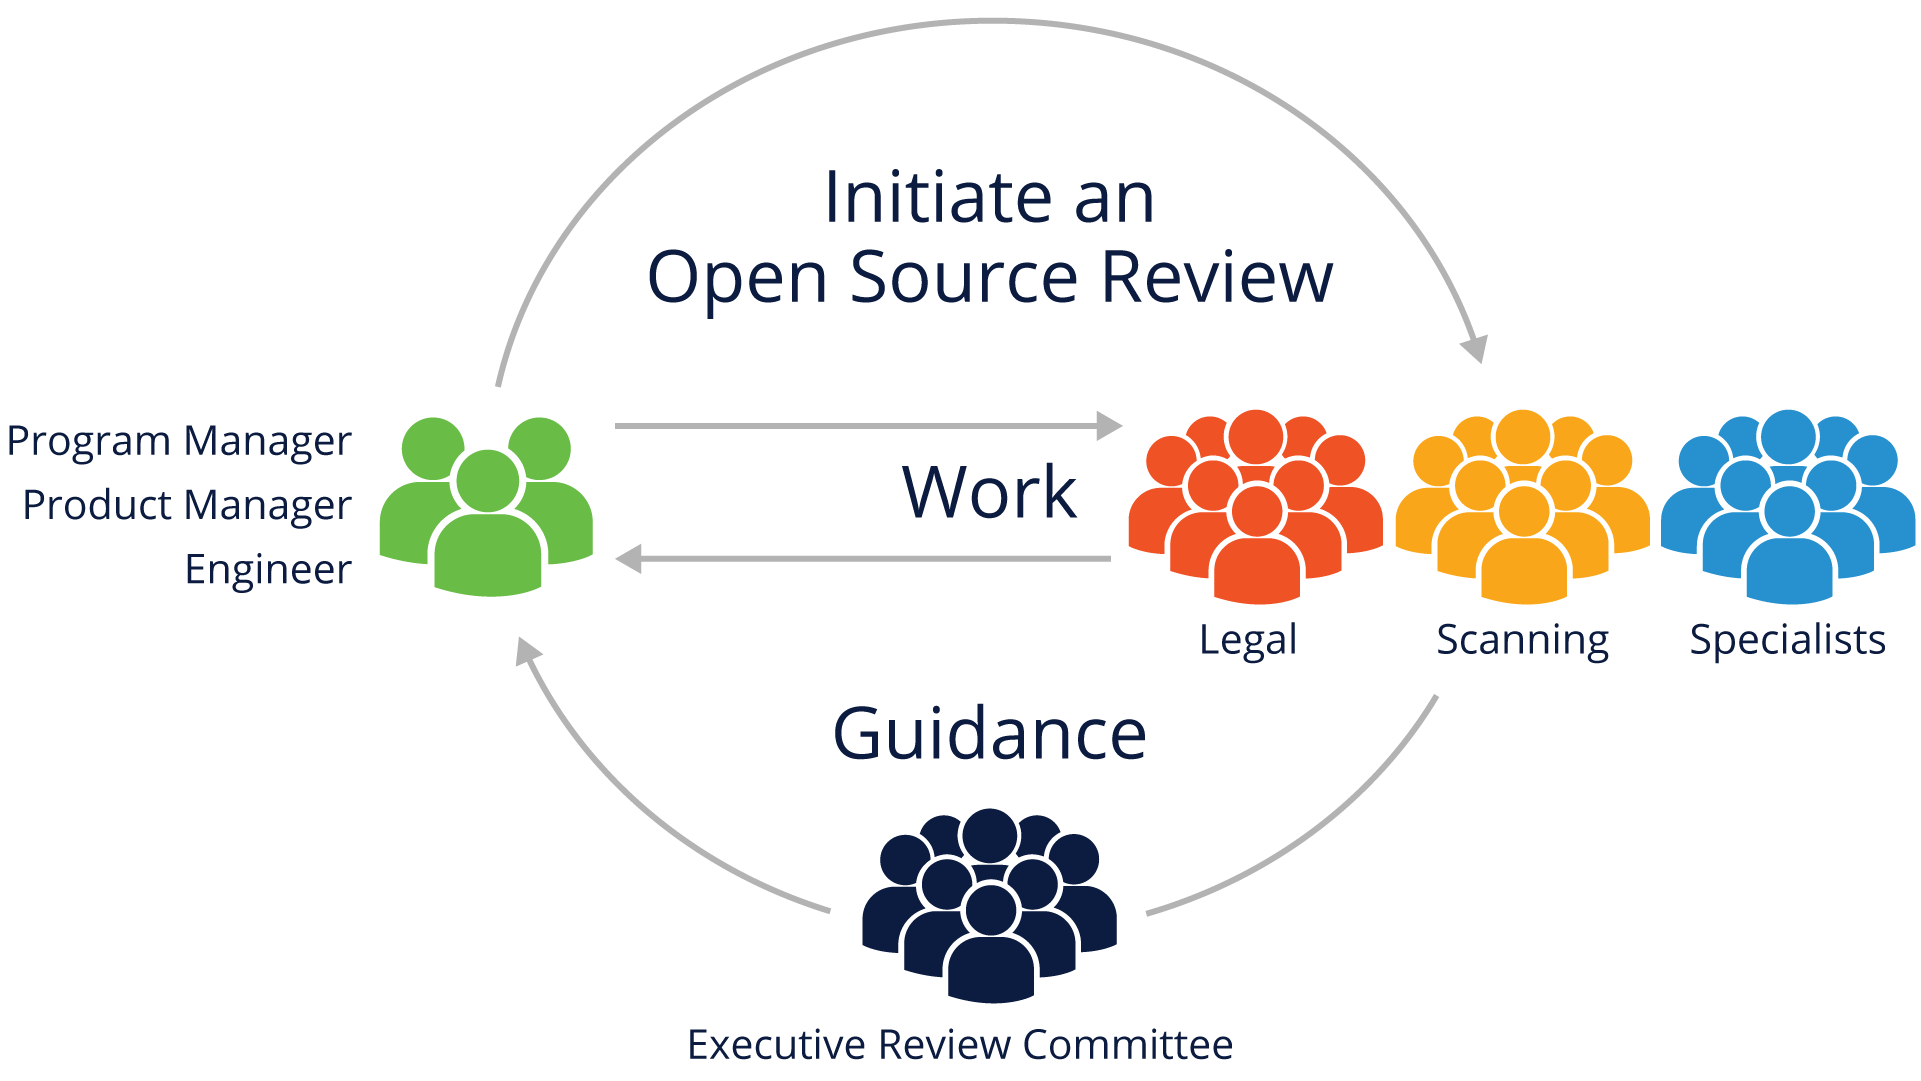 Initiate an
Open Source Review
Program Manager
Product Manager
Engineer
Work
Legal
Scanning
Specialists
Guidance
Executive Review Committee